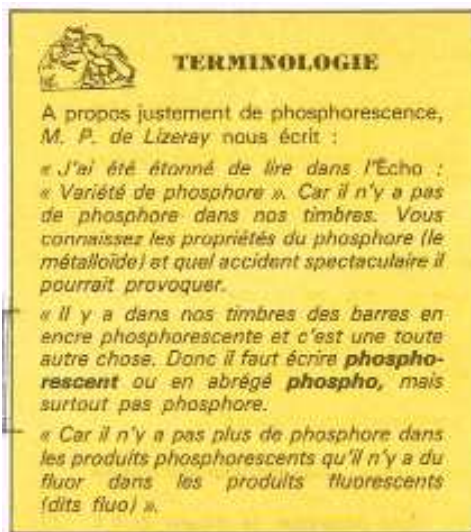 TERMINOLOGIE
A propos justement de phosphorescence,
M. P. de Lizeray nous écrit :
« J'ai été étonné de lire dans l'Écho :
« Variété de phosphore ». Car il n'y a pas
de phosphore dans nos timbres. Vous
connaissez les propriétés du phosphore (le
métalloïde) et quel accident spectaculaire il
pourrait provoquer.
« Il y a dans nos timbres des barres en
encre phosphorescente et c'est une toute
autre chose. Donc il faut écrire phospho-
rescent ou en abrégé phospho, mais
surtout pas phosphore.
« Car il n'y a pas plus de phosphore dans
les produits phosphorescents qu'il n'y a du
fluor dans les produits fluorescents
(dits fluo) ».